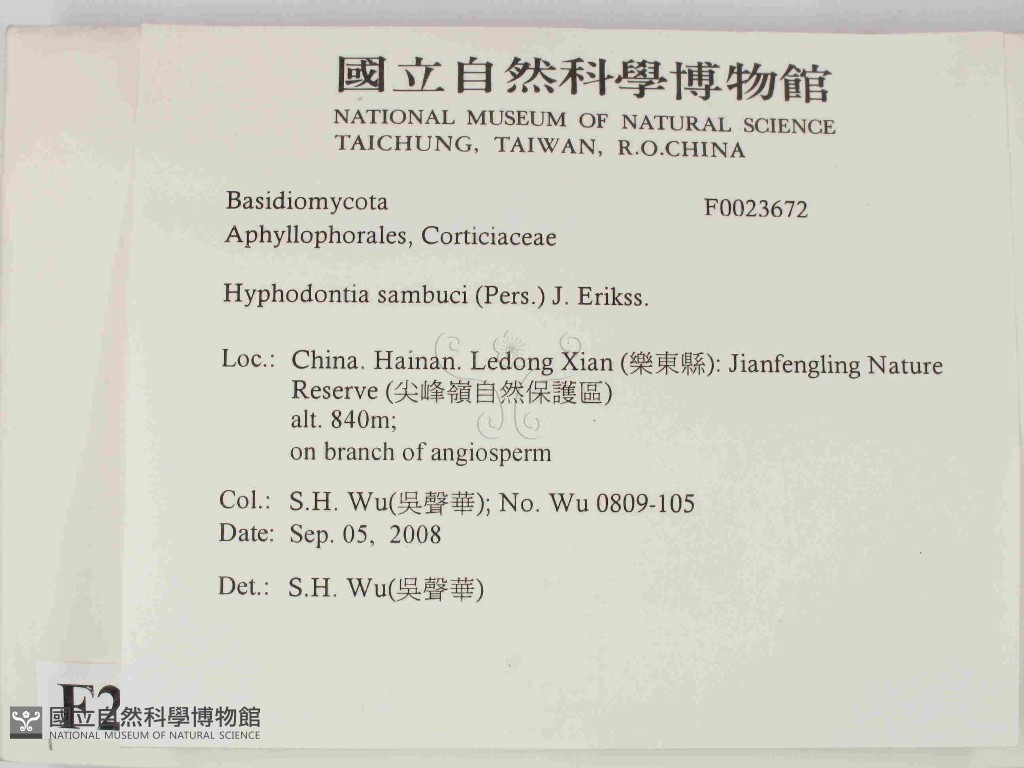 國立自然科學博物館
NATIONAL MUSEUM OF NATURAL SCIENCE
TAICHUNG, TAIWAN, R.O.CHINA
Basidiomycota F0023672
Aphyllophorales, Corticiaceae
Hyphodontia sambuci (Pers.) J. Erikss.
Loc.: China. Hainan. Ledong Xian (樂東縣): Jianfengling Nature
Reserve (尖峰嶺自然保護區)
alt. 840m;
on branch of angiosperm
Col.: S.H. Wu(吳聲華); No. Wu 0809-105
Date: Sep. 05, 2008
Det.: S.H. Wu(吳聲華)
F2
國立自然科學博物館
NATIONAL MUSEUM OF NATURAL SCIENCE